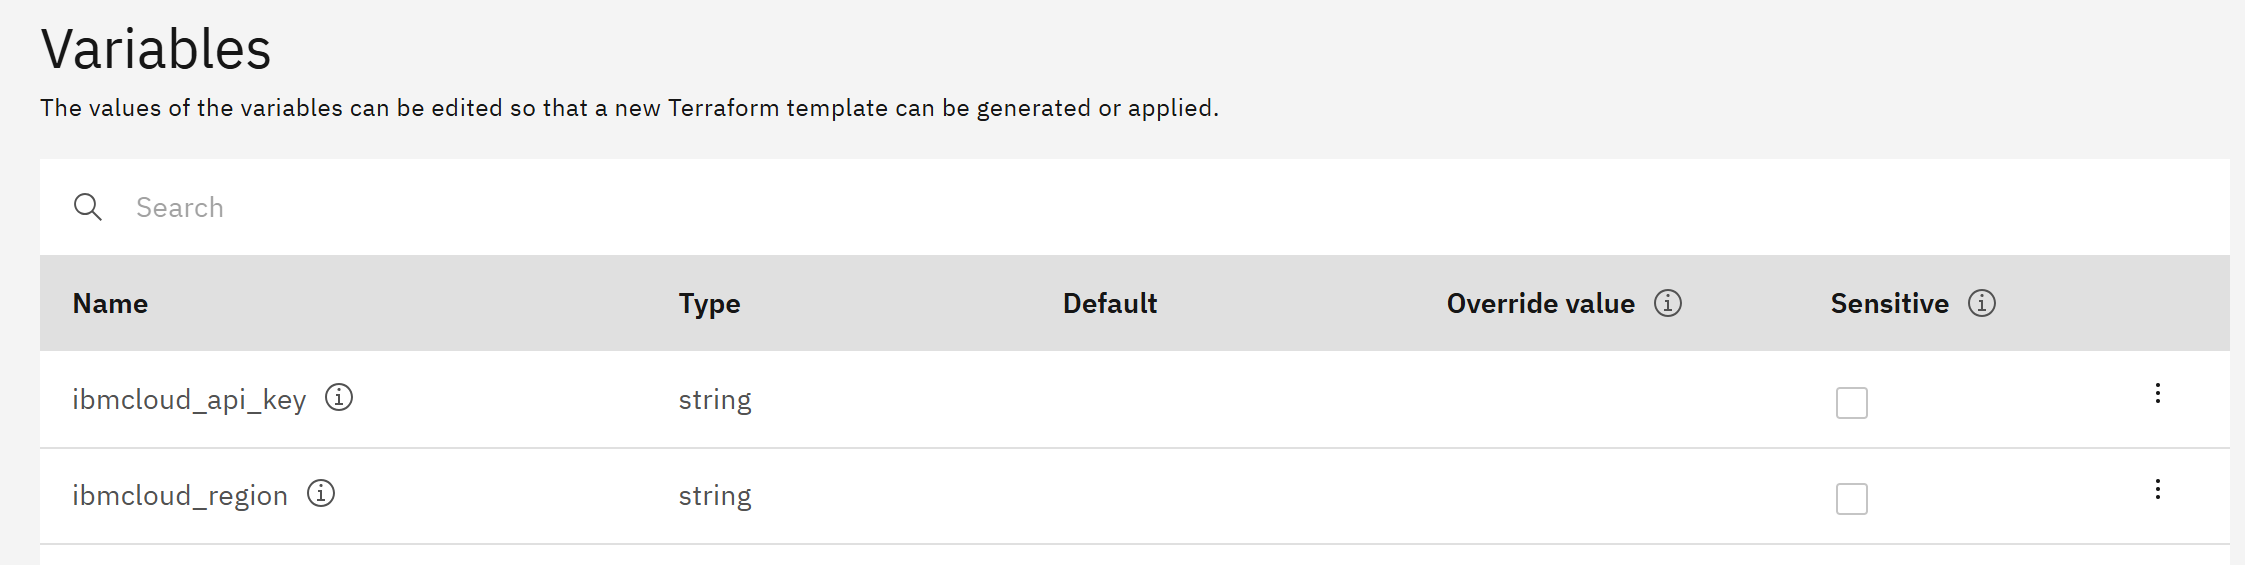 Variables
The values of the variables can be edited so that a new Terraform template can be generated or applied.
Search
Name Type Default Override value Sensitive
ibmcloud_api_key string
ibmcloud_region string